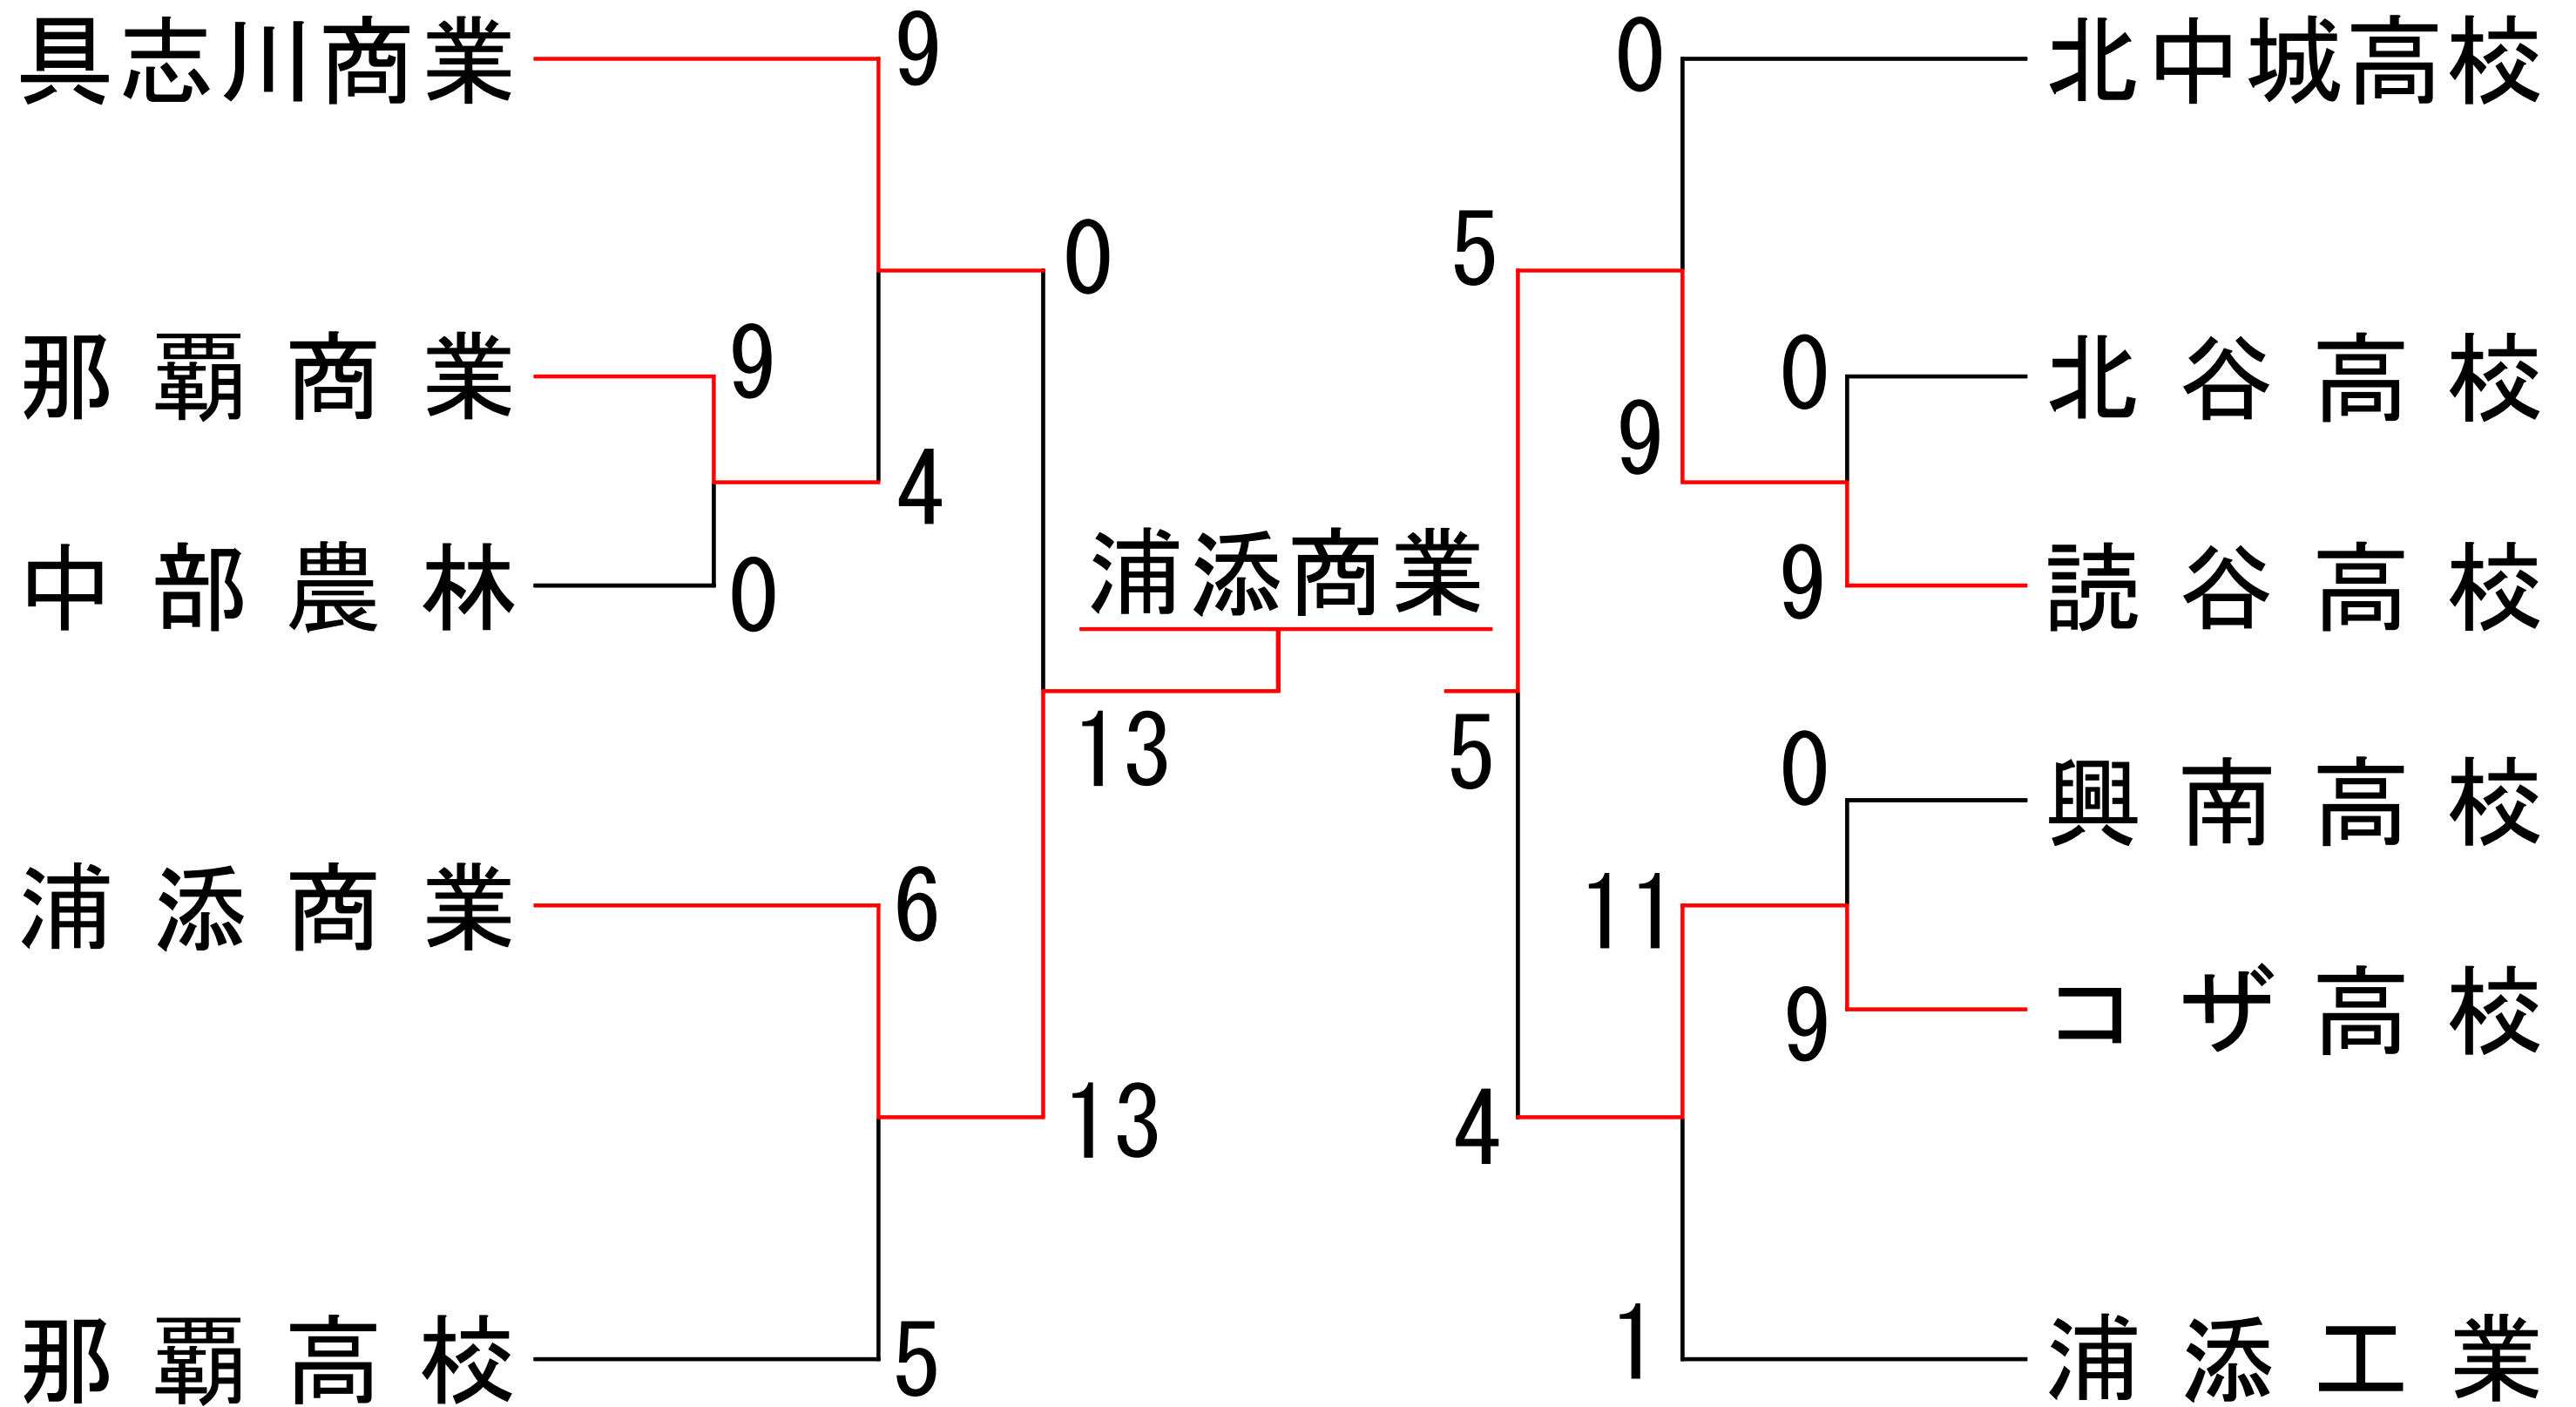 具志川商業 9 0 北中城高校
0 5
那覇商業 9 0 北谷高校
4 9
中部農林 0 浦添商業 9 読谷高校
13 5
0 興南高校
浦添商業 6 11
9 コザ高校
13 4
那覇高校 5 1 浦添工業